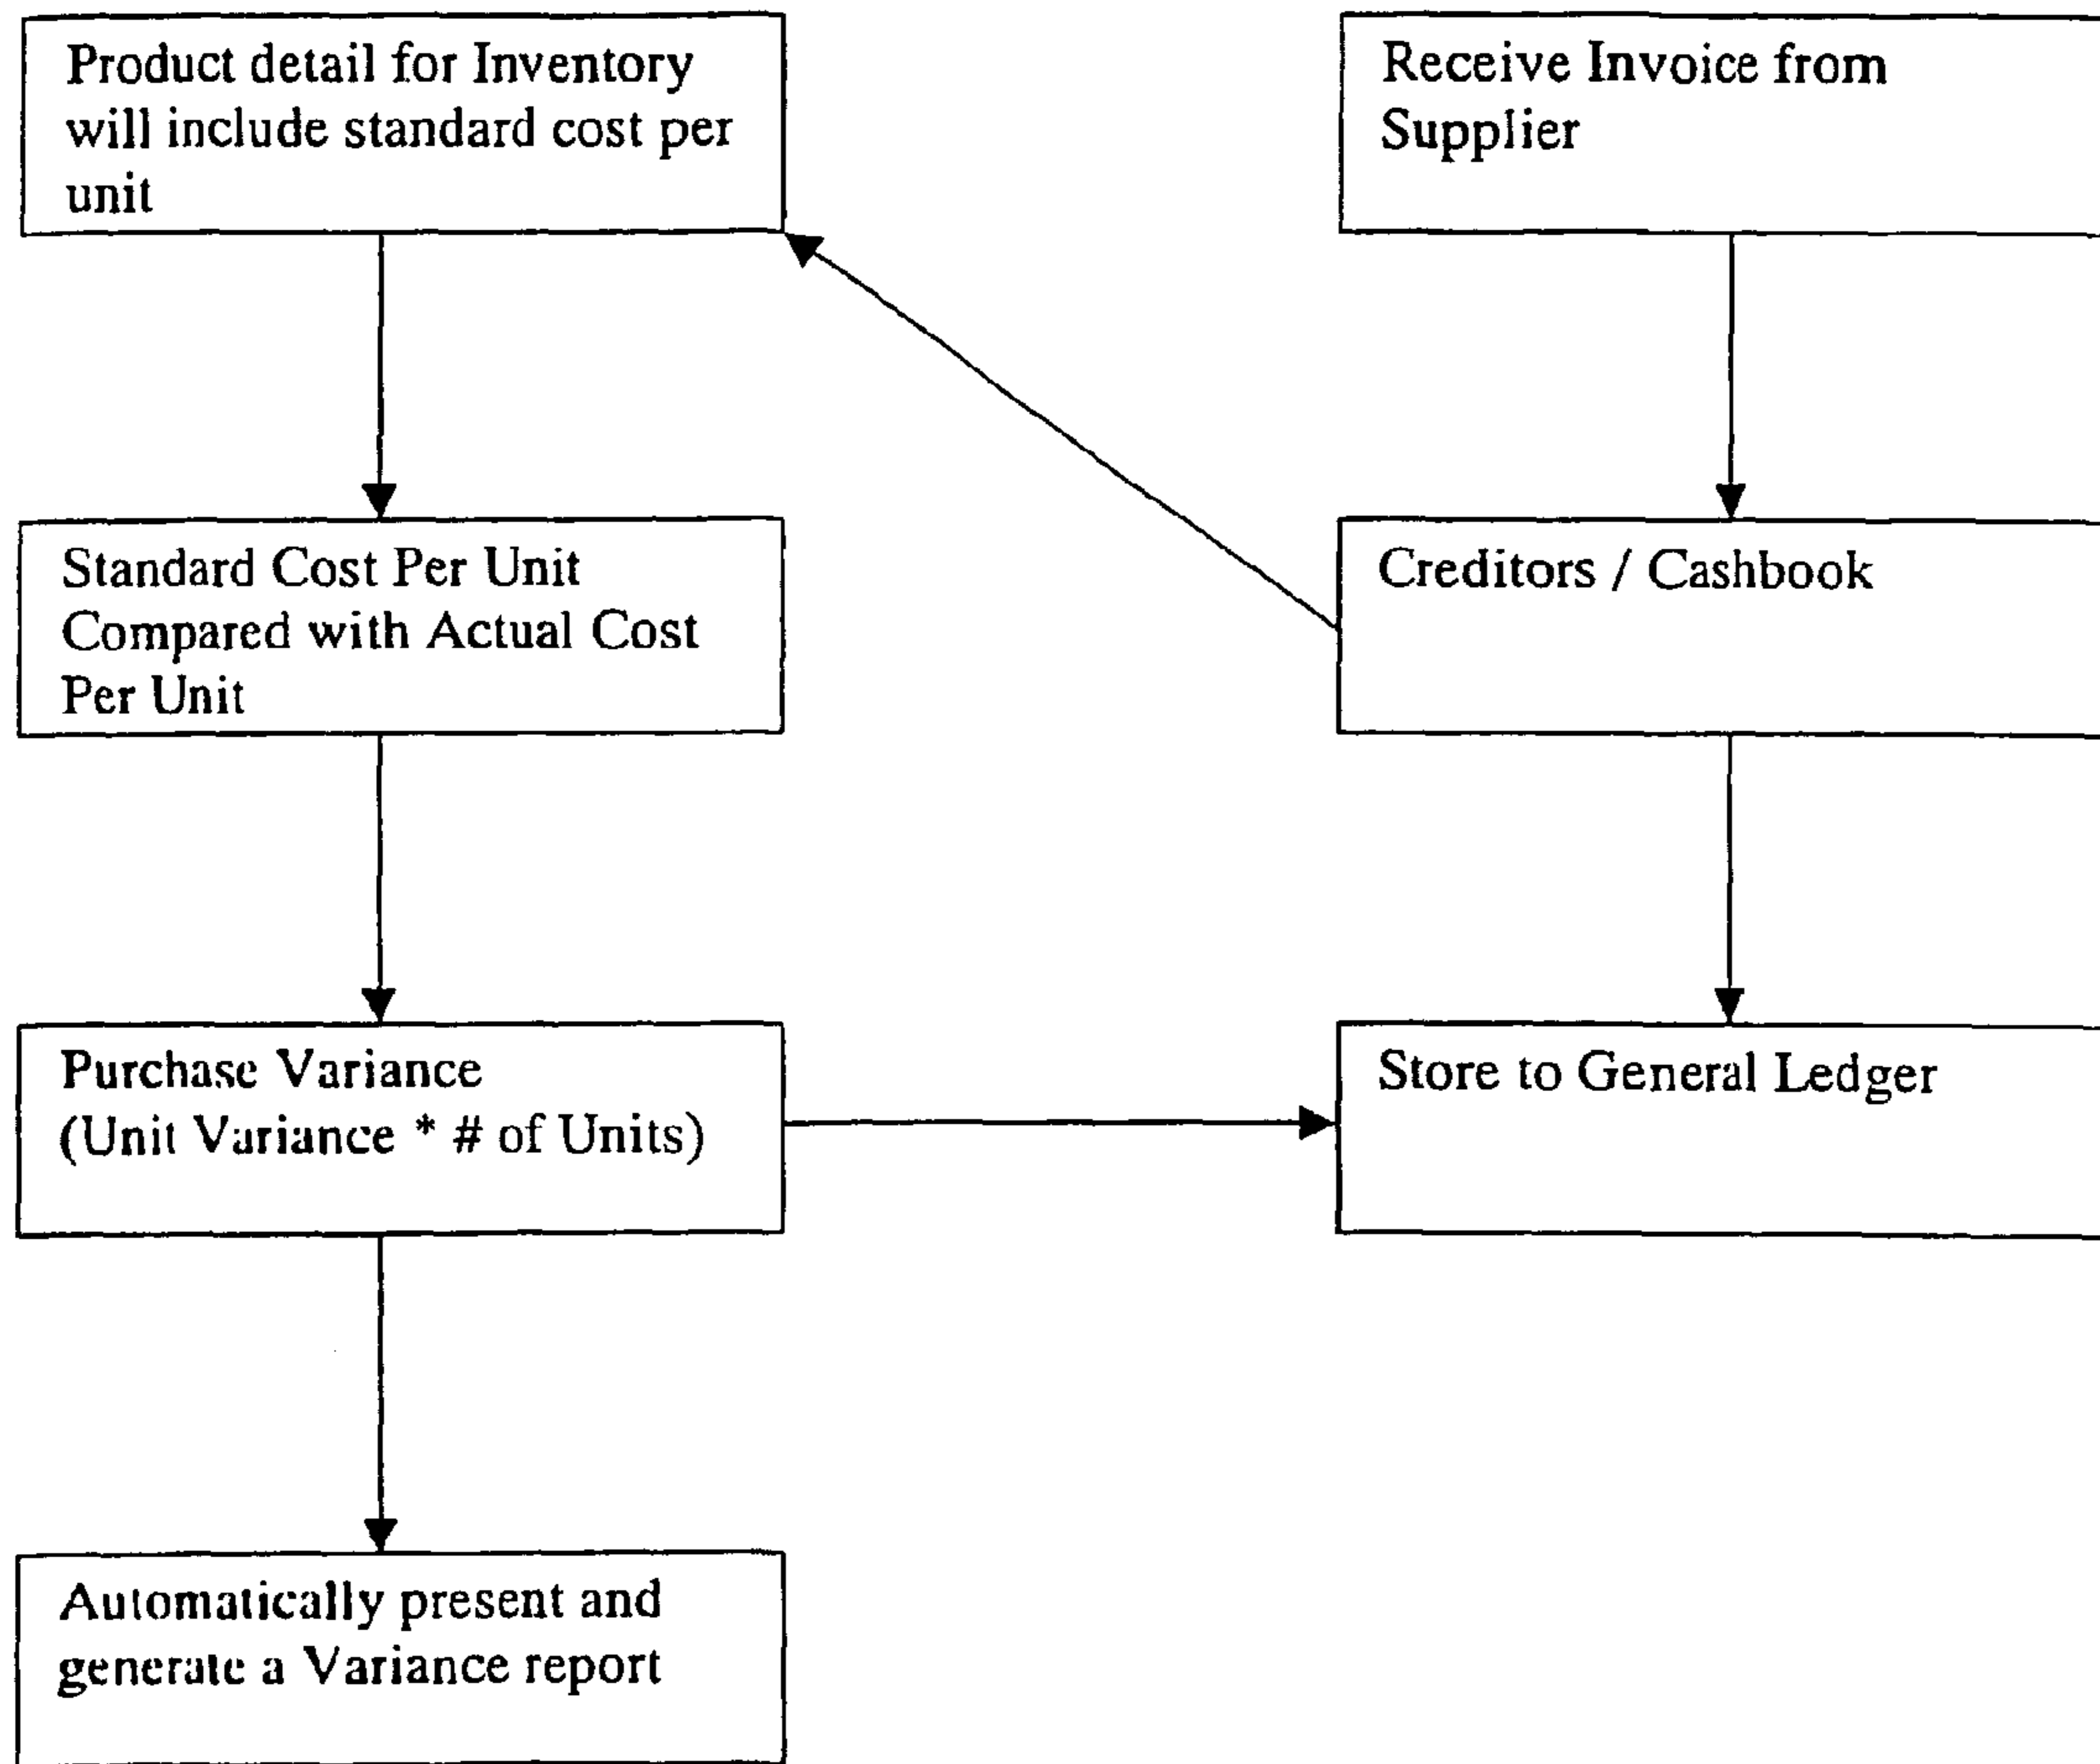 Product detail for Inventory
will include standard cost per
unit
Receive Invoice from
Supplier
Standard Cost Per Unit
Compared with Actual Cost
Per Unit
Creditors / Cashbook
Purchase Variance
(Unit Variance * # of Units)
Store to General Ledger
Automatically present and
generate a Variance report